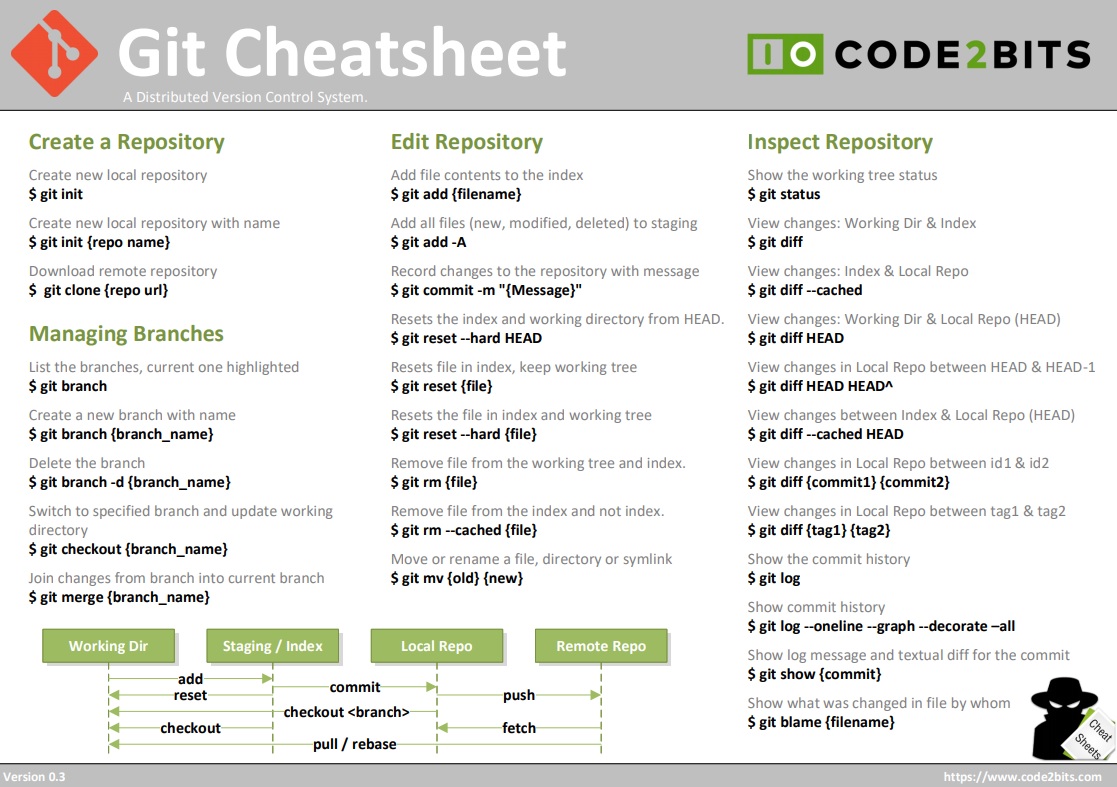 Git Cheatsheet
A Distributed Version Control System.
CODE2BITS
Create a Repository
Create new local repository
$ git init
Create new local repository with name
$ git init {repo name}
Download remote repository
$  git clone {repo url}
Managing Branches
List the branches, current one highlighted
$ git branch
Create a new branch with name
$ git branch {branch_name}
Delete the branch
$ git branch -d {branch_name}
Switch to specified branch and update working
directory
$ git checkout {branch_name}
Join changes from branch into current branch
$ git merge {branch_name}
Edit Repository
Add file contents to the index
$ git add {filename}
Add all files (new, modified, deleted) to staging
$ git add -A
Record changes to the repository with message
$ git commit -m "{Message}"
Resets the index and working directory from HEAD.
$ git reset --hard HEAD
Resets file in index, keep working tree
$ git reset {file}
Resets the file in index and working tree
$ git reset --hard {file}
Remove file from the working tree and index.
$ git rm {file}
Remove file from the index and not index.
$ git rm --cached {file}
Move or rename a file, directory or symlink
$ git mv {old} {new}
Inspect Repository
Show the working tree status
$ git status
View changes: Working Dir & Index
$ git diff
View changes: Index & Local Repo
$ git diff --cached
View changes: Working Dir & Local Repo (HEAD)
$ git diff HEAD
View changes in Local Repo between HEAD & HEAD-1
$ git diff HEAD HEAD^
View changes between Index & Local Repo (HEAD)
$ git diff --cached HEAD
View changes in Local Repo between id1 & id2
$ git diff {commit1} {commit2}
View changes in Local Repo between tag1 & tag2
$ git diff {tag1} {tag2}
Show the commit history
$ git log
Show commit history
$ git log --oneline --graph --decorate –all
Show log message and textual diff for the commit
$ git show {commit}
Show what was changed in file by whom
$ git blame {filename}
Working Dir
Staging / Index
Local Repo
Remote Repo
add
reset
commit
push
checkout <branch>
checkout
fetch
pull / rebase
Cheat
Sheets
Version 0.3
https://www.code2bits.com